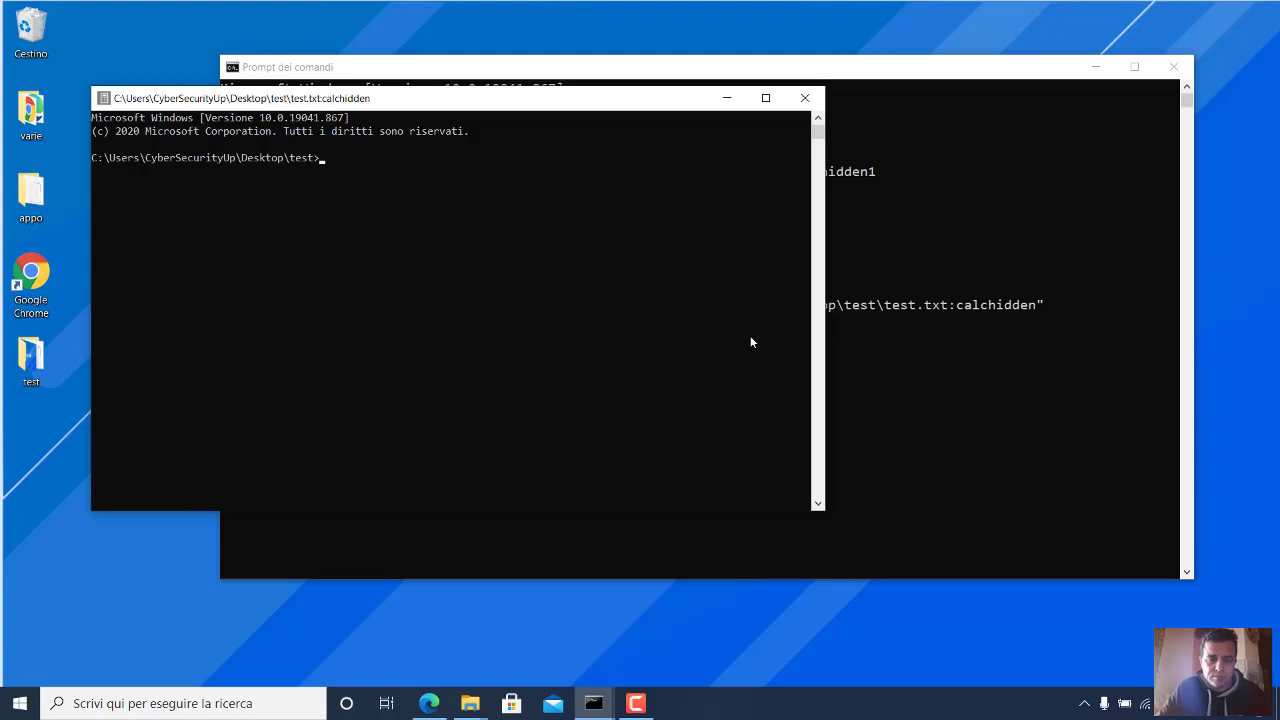 Cestino
varie
appo
Google
Chrome
test
Prompt dei comandi
C:\Users\CyberSecurityUp\Desktop\test\test.txt:calchidden
Microsoft Windows [Versione 10.0.19041.867]
(c) 2020 Microsoft Corporation. Tutti i diritti sono riservati.
C:\Users\CyberSecurityUp\Desktop\test>
idden1
\test\test.txt:calchidden"
Scrivi qui per eseguire la ricerca